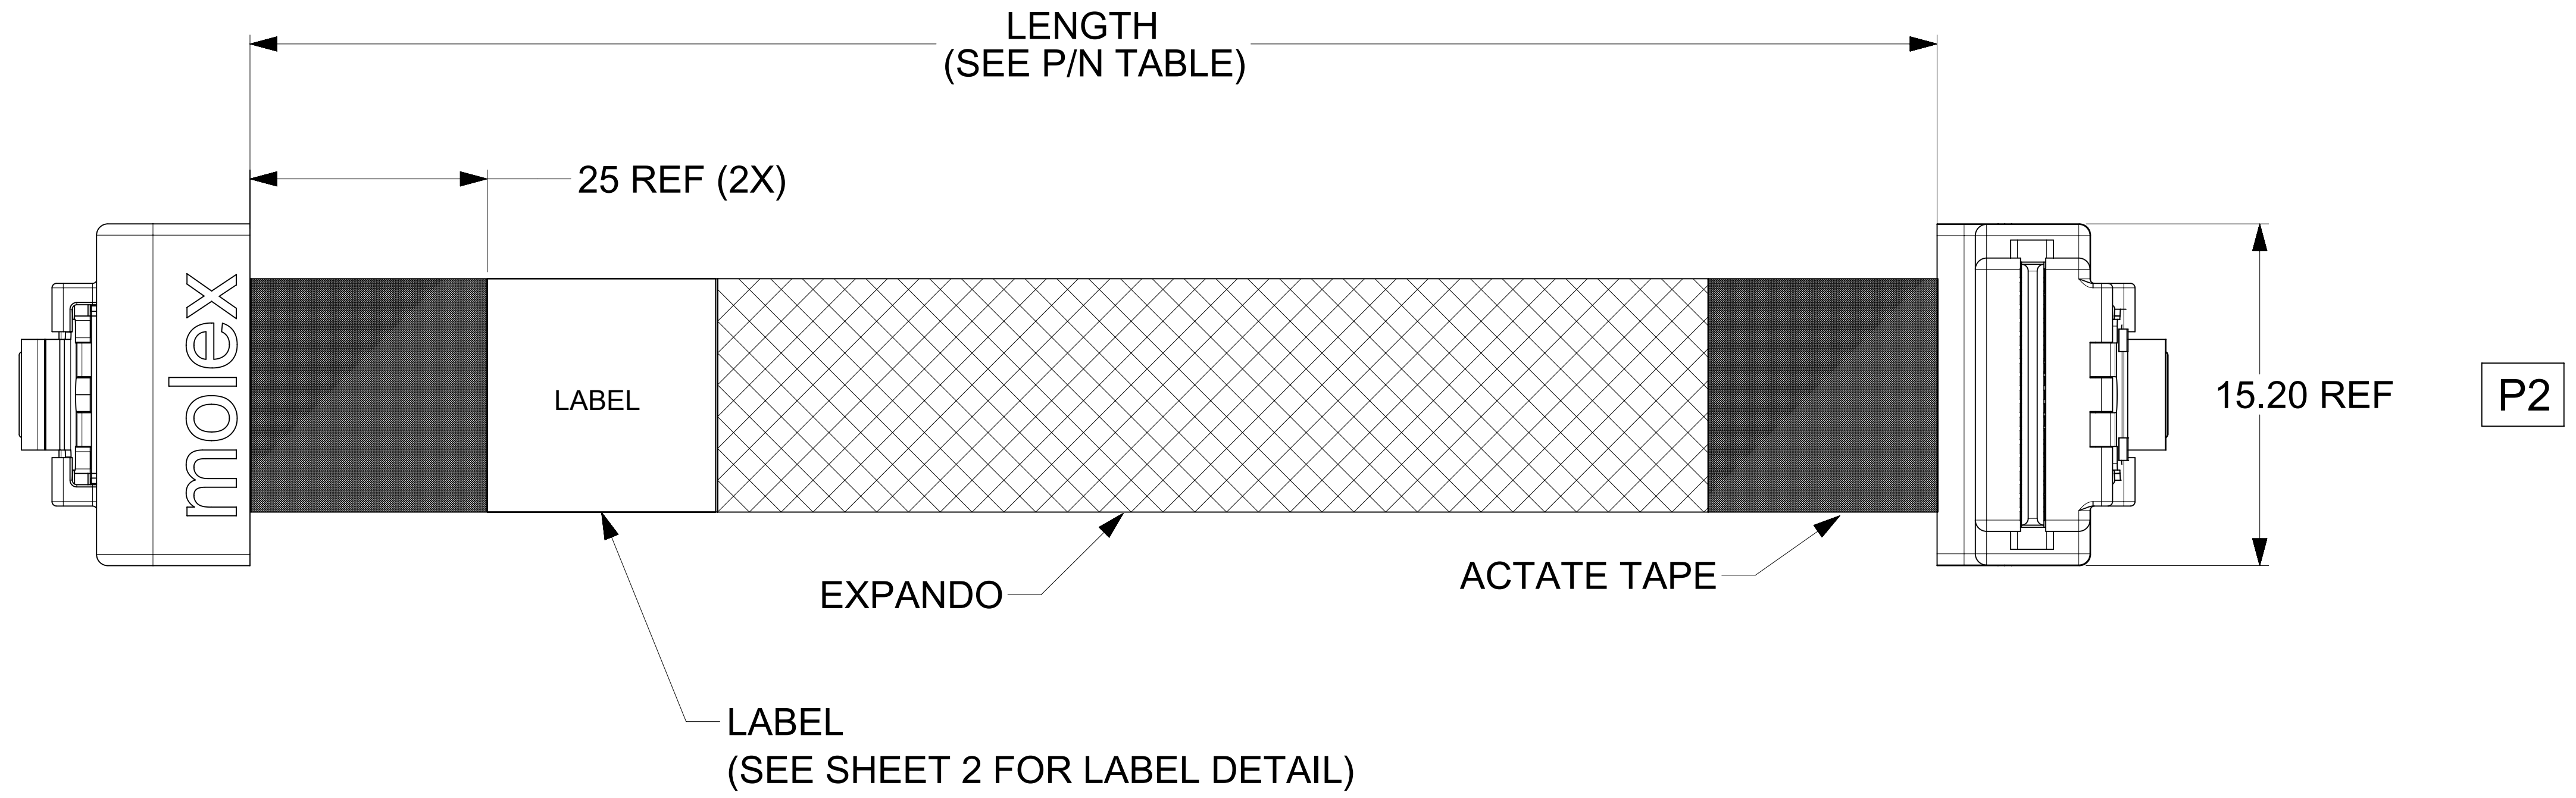 LENGTH
(SEE P/N TABLE)
25 REF (2X)
molex
LABEL
15.20 REF
P2
EXPANDO
ACTATE TAPE
LABEL
(SEE SHEET 2 FOR LABEL DETAIL)